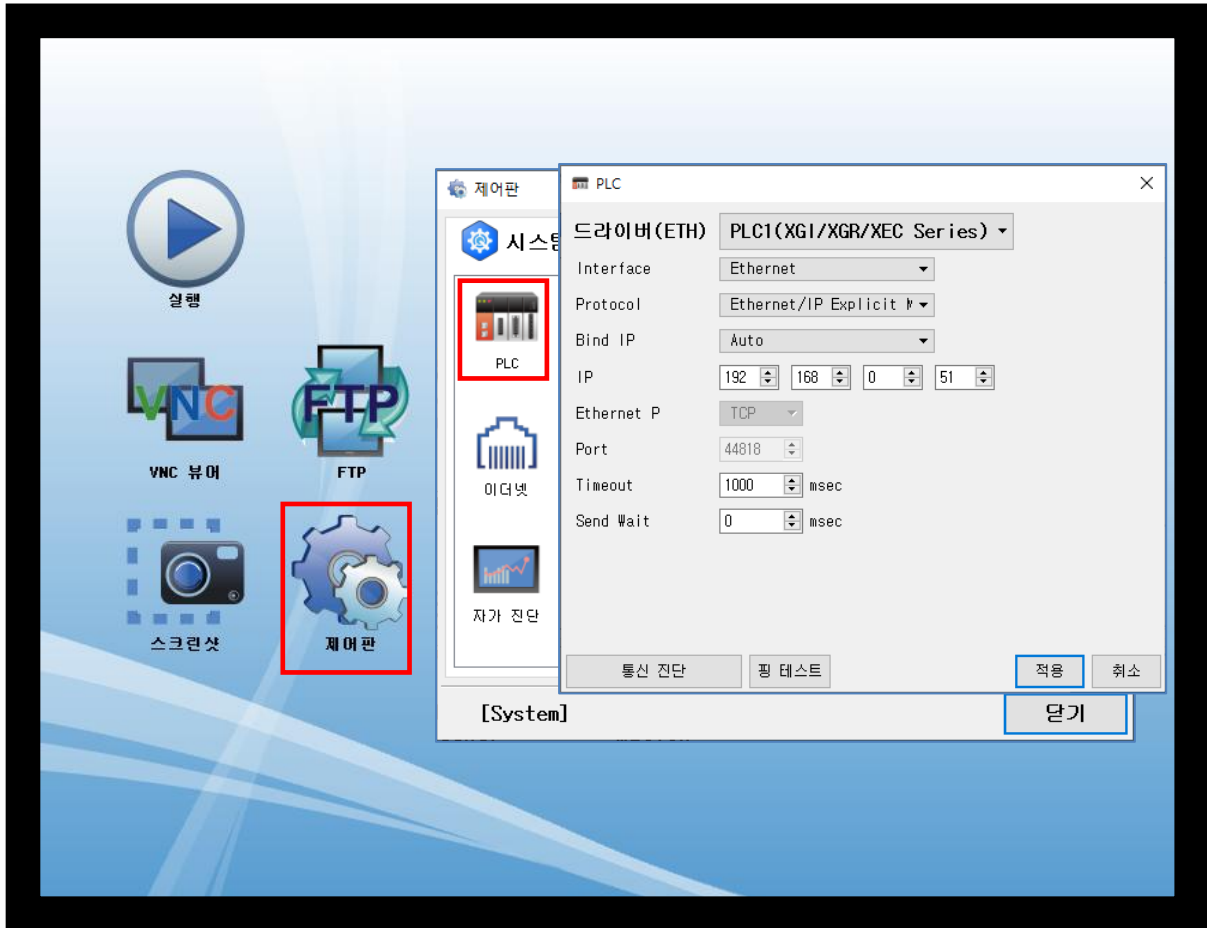 실행
VNC
VNC 뷰어
FTP
FTP
스크린샷
제어판
제어판
시스템
PLC
이더넷
자가 진단
[System]
닫기
PLC
드라이버(ETH) PLC1(XGI/XGR/XEC Series)
Interface Ethernet
Protocol Ethernet/IP Explicit
Bind IP Auto
IP 192 168 0 51
Ethernet P TCP
Port 44818
Timeout 1000 msec
Send Wait 0 msec
통신 진단 핑 테스트 적용 취소